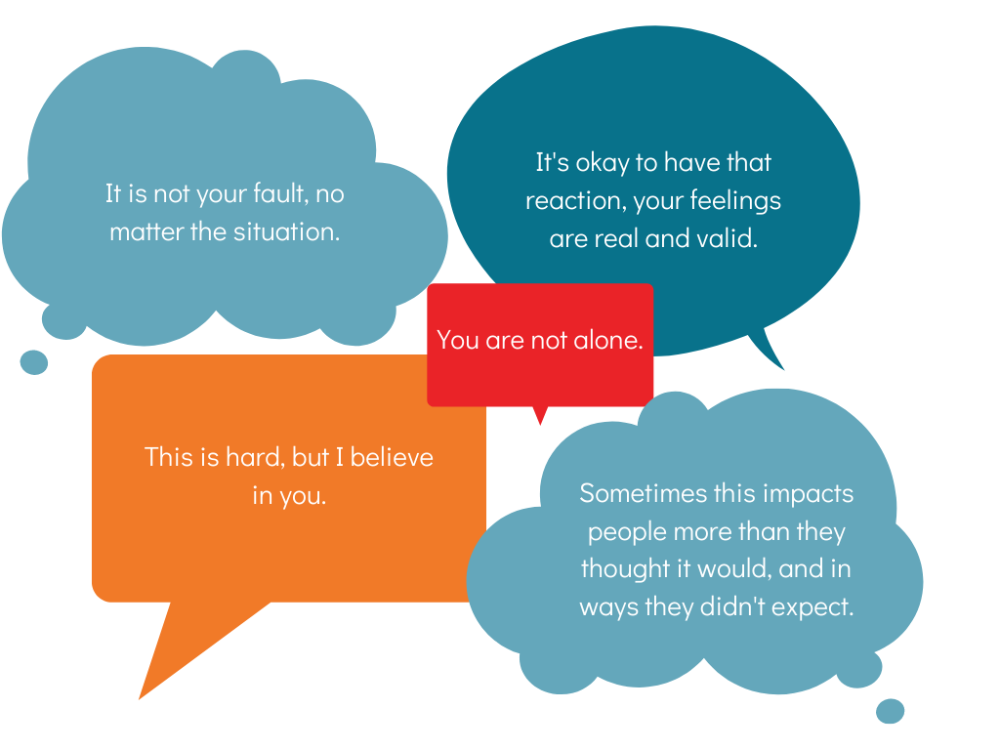 It is not your fault, no
matter the situation.
It's okay to have that
reaction, your feelings
are real and valid.
You are not alone.
This is hard, but I believe
in you.
Sometimes this impacts
people more than they
thought it would, and in
ways they didn't expect.